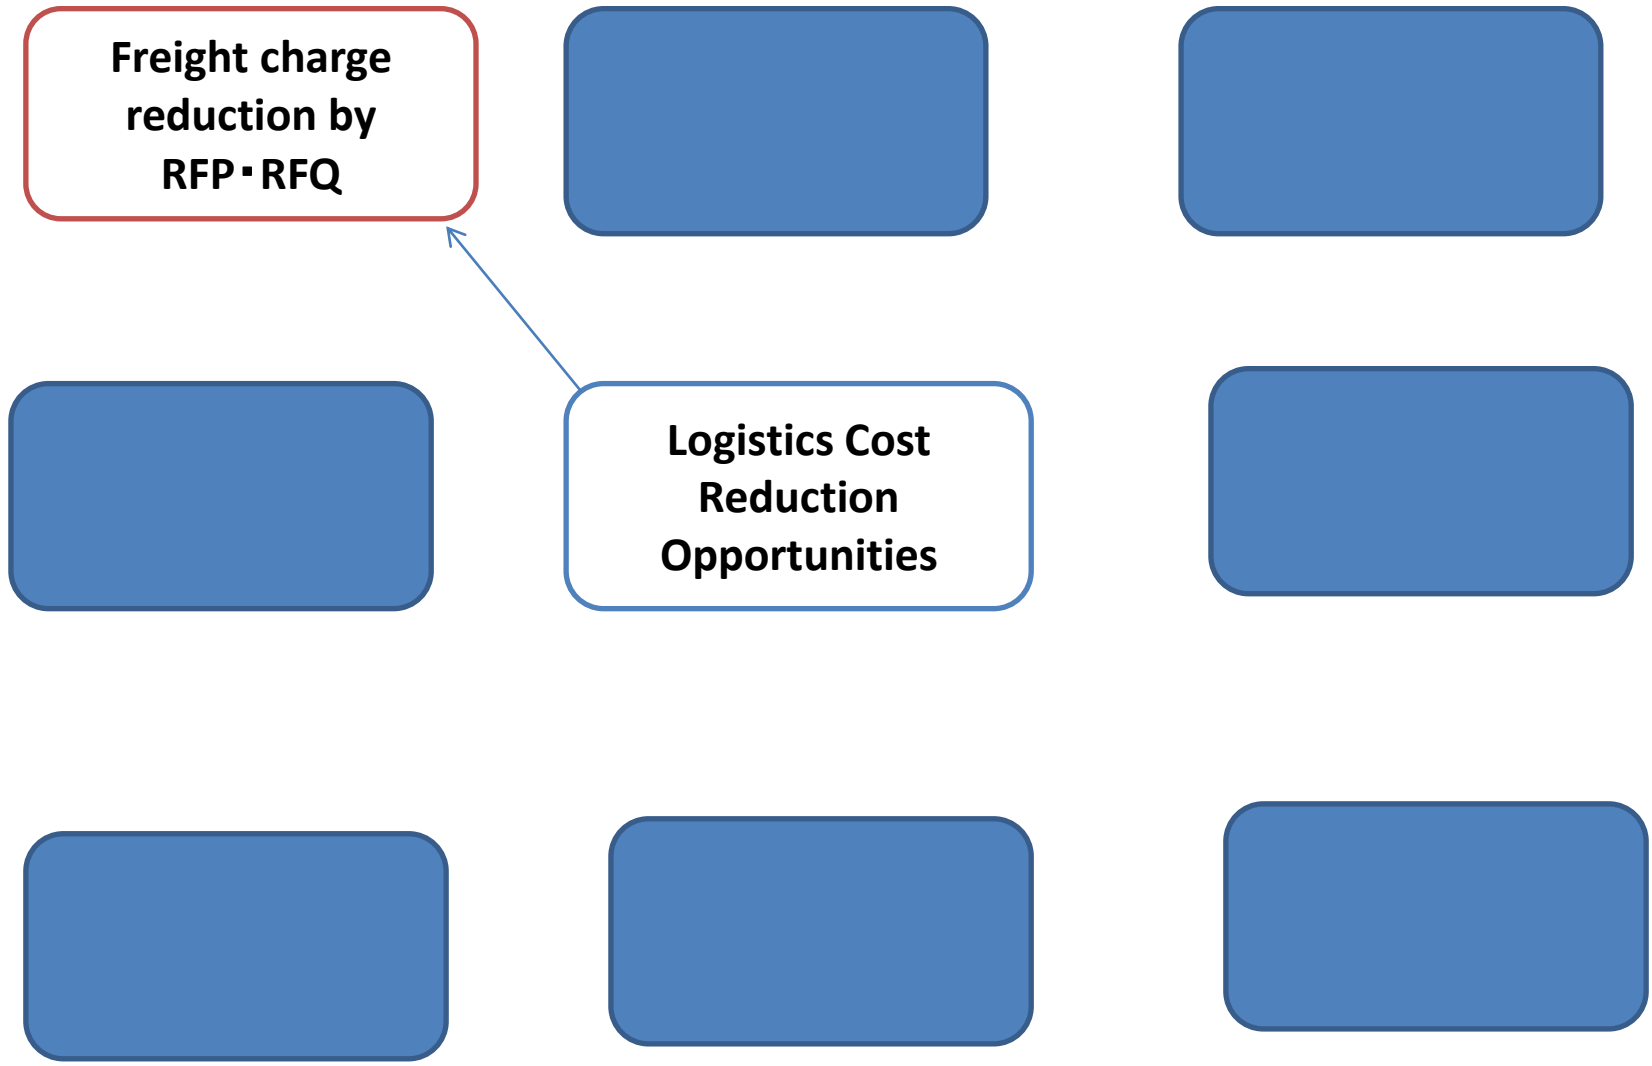 Freight charge
reduction by
RFP・RFQ
Logistics Cost
Reduction
Opportunities